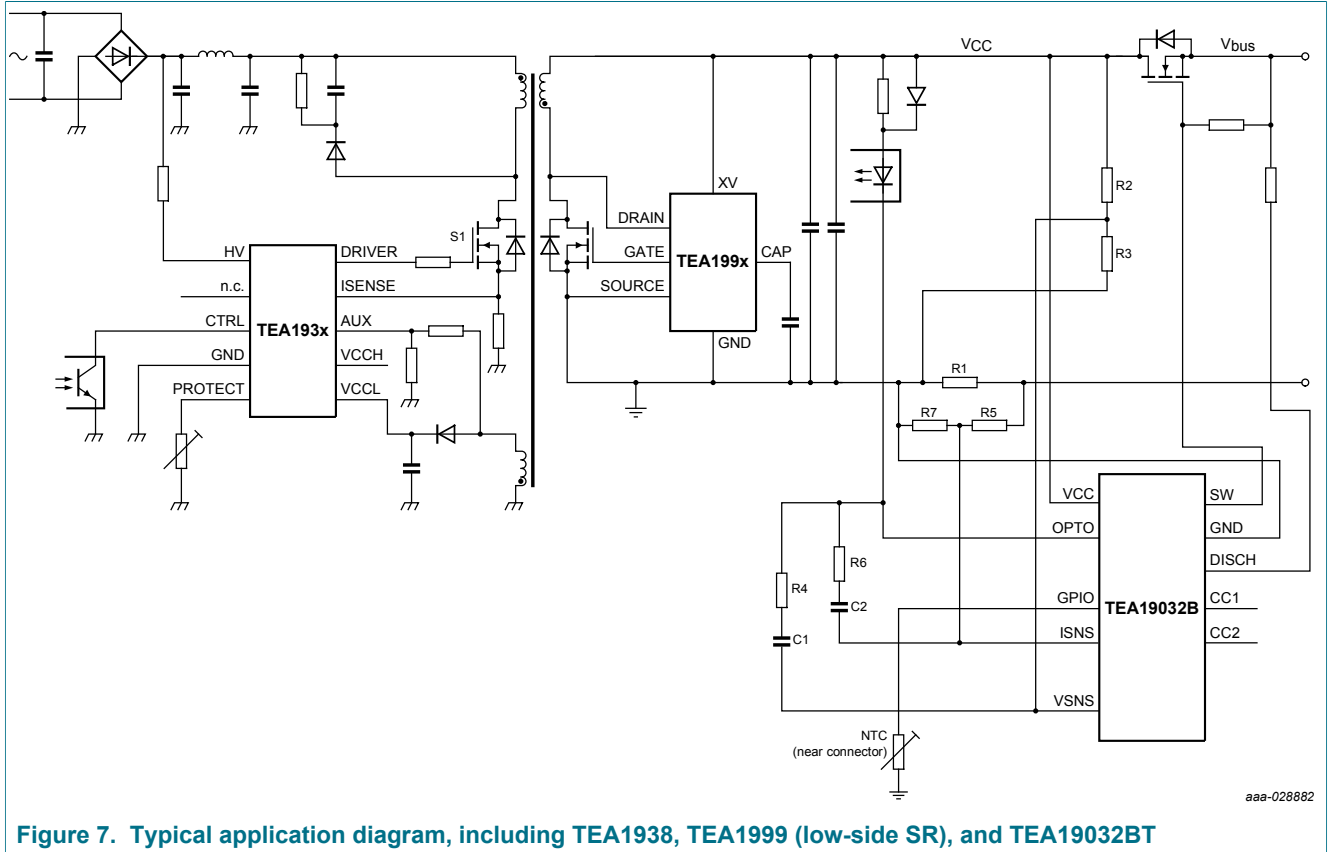 VCC
Vbus
XV
R2
DRAIN
S1
R3
HV
DRIVER
GATE
TEA199x
CAP
n.c.
ISENSE
SOURCE
CTRL
TEA193x
AUX
GND
GND
VCCH
R1
PROTECT
VCCL
R7
R5
VCC
SW
OPTO
GND
R6
DISCH
R4
GPIO
TEA19032B
CC1
C2
ISNS
CC2
C1
VSNS
NTC
(near connector)
aaa-028882
Figure 7. Typical application diagram, including TEA1938, TEA1999 (low-side SR), and TEA19032BT